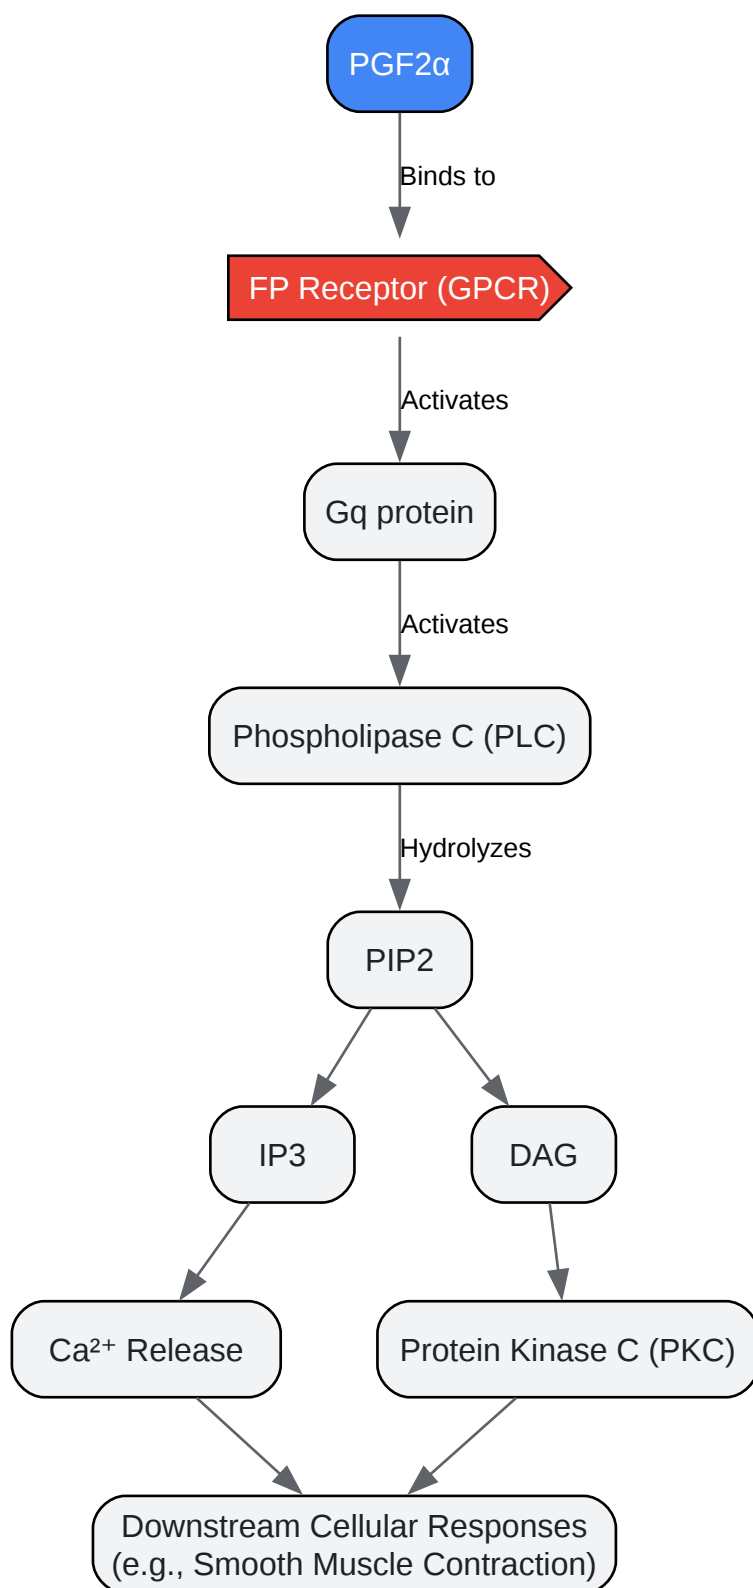 PGF2α
Binds to
FP Receptor (GPCR)
Activates
Gq protein
Activates
Phospholipase C (PLC)
Hydrolyzes
PIP2
IP3
DAG
Ca²⁺ Release
Protein Kinase C (PKC)
Downstream Cellular Responses
(e.g., Smooth Muscle Contraction)